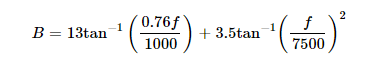 B = 13tan⁻¹ (0.76f / 1000) + 3.5tan⁻¹ (f / 7500)²